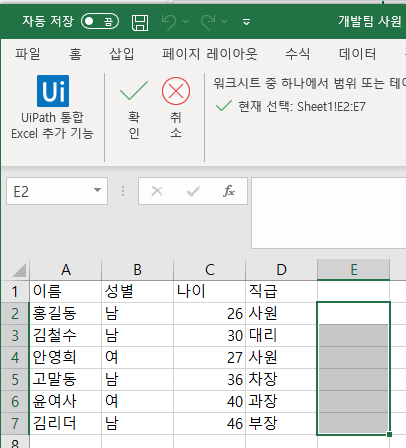 자동 저장 끔 개발팀 사원
파일 홈 삽입 페이지 레이아웃 수식 데이터
Ui
UiPath 통합
Excel 추가 기능
확
인
취
소
워크시트 중 하나에서 범위 또는 테이
현재 선택: Sheet1!E2:E7
E2 fx
A B C D E
1 이름 성별 나이 직급
2 홍길동 남 26 사원
3 김철수 남 30 대리
4 안영희 여 27 사원
5 고말동 남 36 차장
6 윤여사 여 40 과장
7 김리더 남 46 부장
8